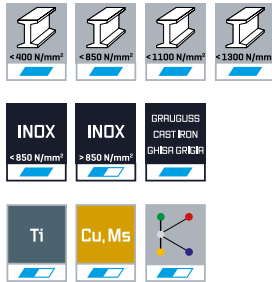 <400 N/mm² <850 N/mm² <1100 N/mm² <1300 N/mm²
INOX INOX GRAUGUSS
CAST IRON
GHISA GRIGIA
<850 N/mm² >850 N/mm²
Ti Cu, Ms